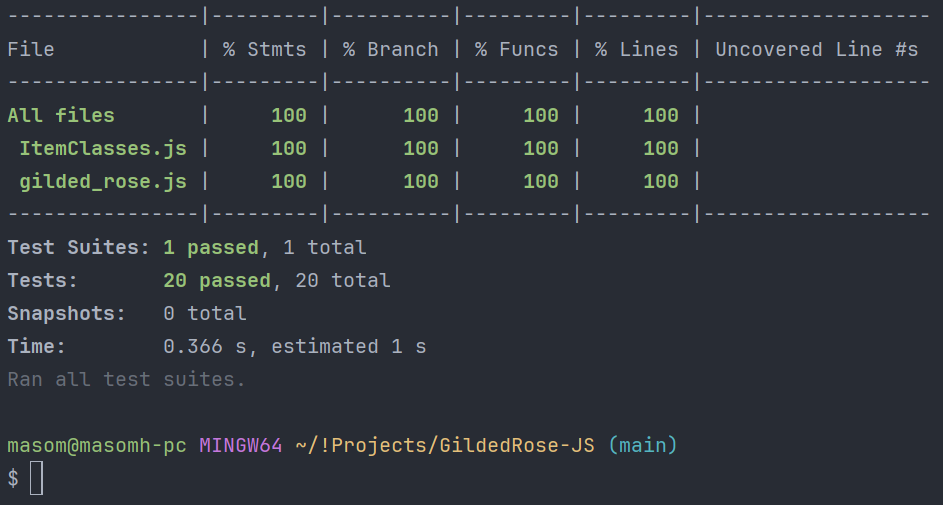 ----------------|---------|----------|---------|---------|-------------------
File            | % Stmts | % Branch | % Funcs | % Lines | Uncovered Line #s
----------------|---------|----------|---------|---------|-------------------
All files       |     100 |      100 |     100 |     100 |
 ItemClasses.js |     100 |      100 |     100 |     100 |
 gilded_rose.js |     100 |      100 |     100 |     100 |
----------------|---------|----------|---------|---------|-------------------
Test Suites: 1 passed, 1 total
Tests:       20 passed, 20 total
Snapshots:   0 total
Time:        0.366 s, estimated 1 s
Ran all test suites.
masom@masomh-pc MINGW64 ~/!Projects/GildedRose-JS (main)
$